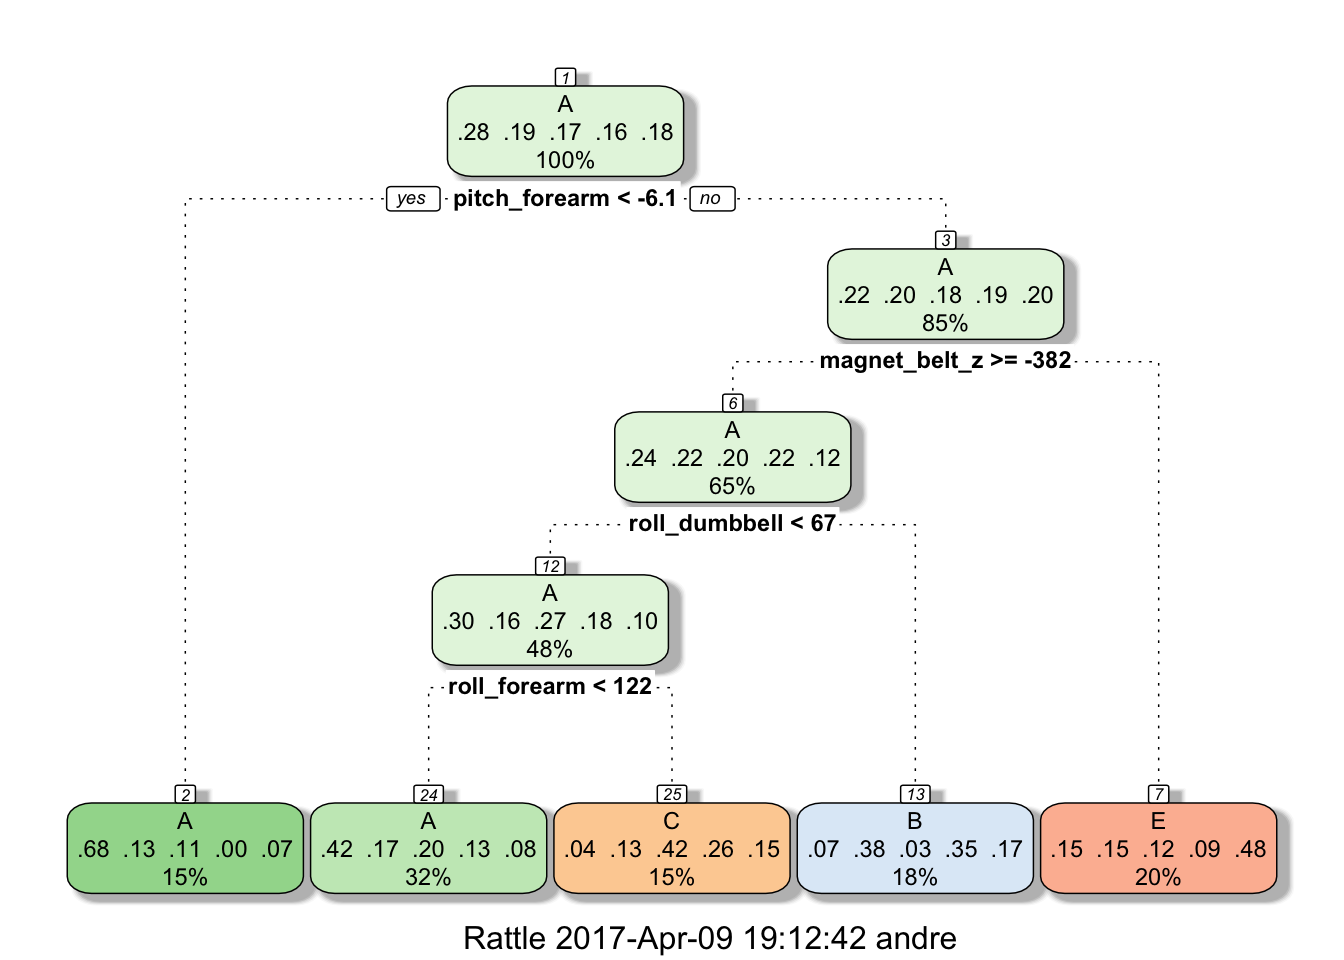 1
A
.28 .19 .17 .16 .18
100%
yes pitch_forearm < -6.1 no
3
A
.22 .20 .18 .19 .20
85%
magnet_belt_z >= -382
6
A
.24 .22 .20 .22 .12
65%
roll_dumbbell < 67
12
A
.30 .16 .27 .18 .10
48%
roll_forearm < 122
2
A
.68 .13 .11 .00 .07
15%
24
A
.42 .17 .20 .13 .08
32%
25
C
.04 .13 .42 .26 .15
15%
13
B
.07 .38 .03 .35 .17
18%
7
E
.15 .15 .12 .09 .48
20%
Rattle 2017-Apr-09 19:12:42 andre